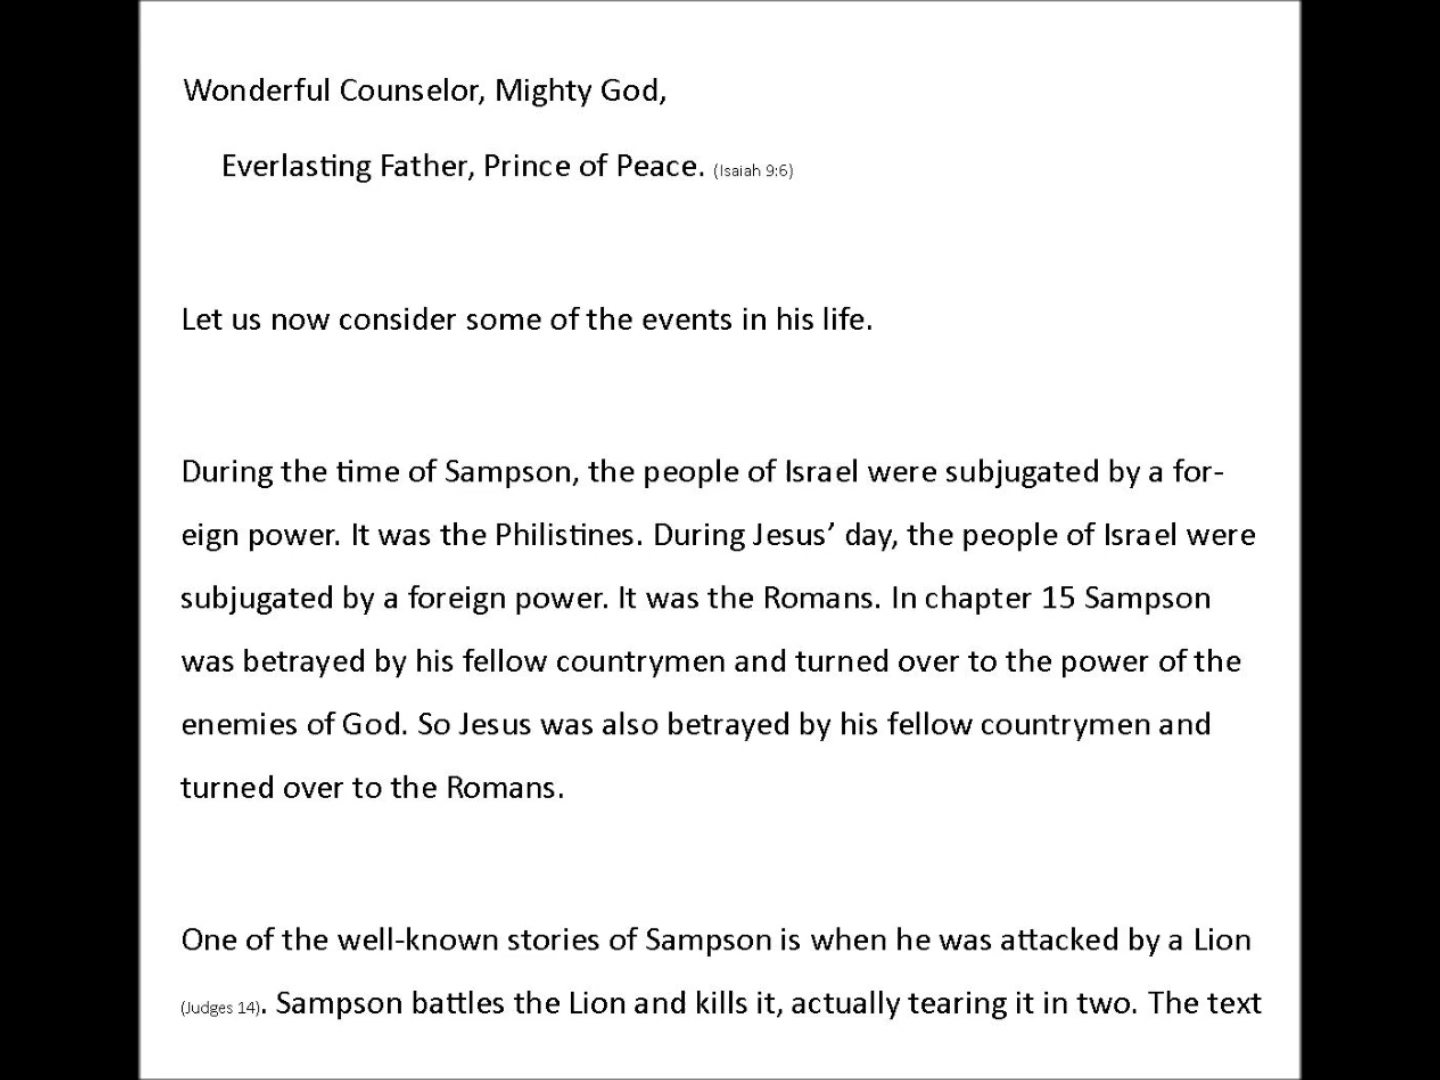 Wonderful Counselor, Mighty God,
Everlasting Father, Prince of Peace. (Isaiah 9:6)
Let us now consider some of the events in his life.
During the time of Sampson, the people of Israel were subjugated by a for-
eign power. It was the Philistines. During Jesus’ day, the people of Israel were
subjugated by a foreign power. It was the Romans. In chapter 15 Sampson
was betrayed by his fellow countrymen and turned over to the power of the
enemies of God. So Jesus was also betrayed by his fellow countrymen and
turned over to the Romans.
One of the well-known stories of Sampson is when he was attacked by a Lion
(Judges 14). Sampson battles the Lion and kills it, actually tearing it in two. The text